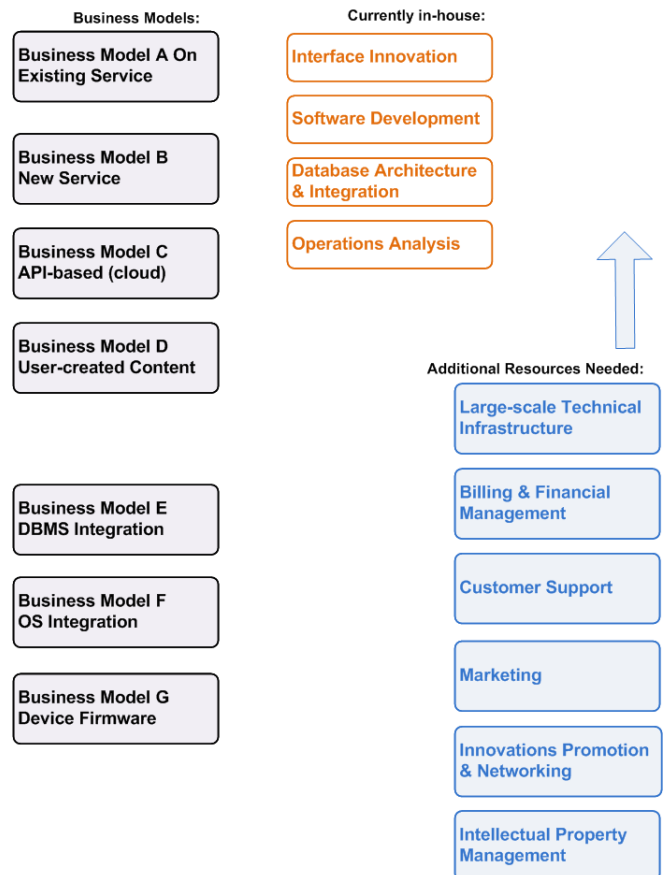 Business Models:
Business Model A On
Existing Service
Business Model B
New Service
Business Model C
API-based (cloud)
Business Model D
User-created Content
Business Model E
DBMS Integration
Business Model F
OS Integration
Business Model G
Device Firmware
Currently in-house:
Interface Innovation
Software Development
Database Architecture
& Integration
Operations Analysis
Additional Resources Needed:
Large-scale Technical
Infrastructure
Billing & Financial
Management
Customer Support
Marketing
Innovations Promotion
& Networking
Intellectual Property
Management